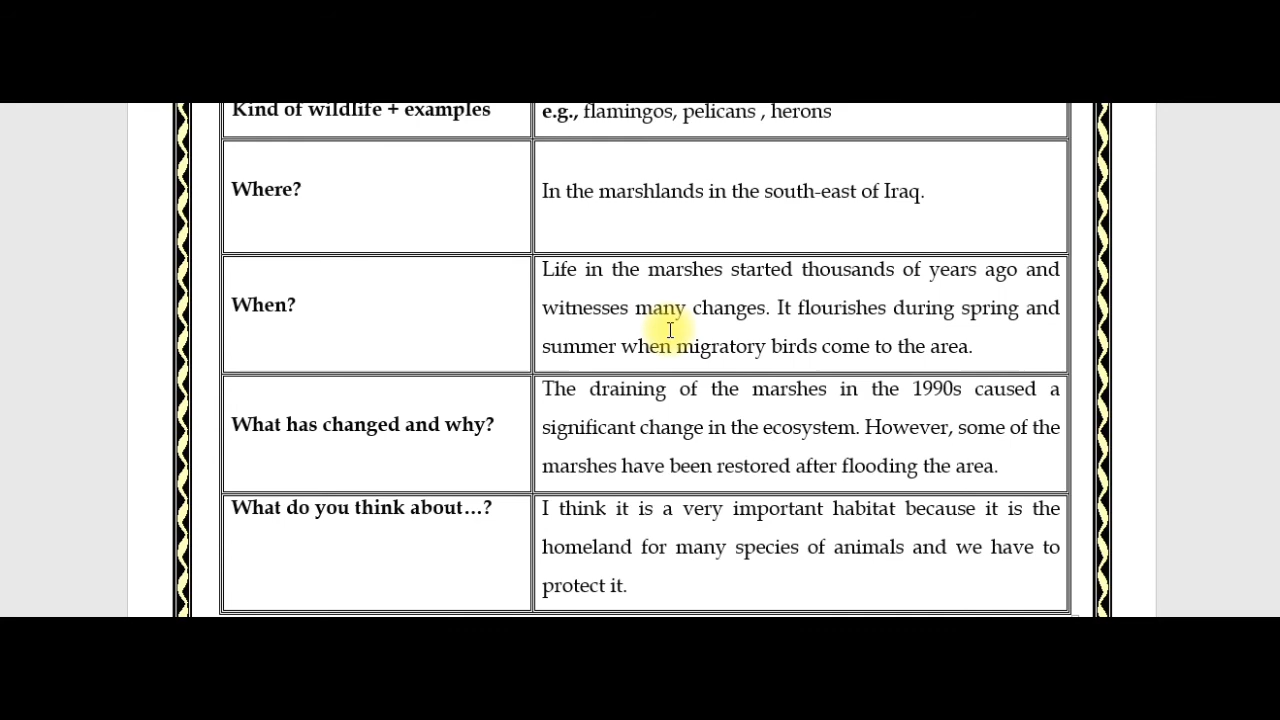 Kind of wildlife + examples
e.g., flamingos, pelicans , herons
Where?
In the marshlands in the south-east of Iraq.
When?
Life in the marshes started thousands of years ago and
witnesses many changes. It flourishes during spring and
summer when migratory birds come to the area.
What has changed and why?
The draining of the marshes in the 1990s caused a
significant change in the ecosystem. However, some of the
marshes have been restored after flooding the area.
What do you think about…?
I think it is a very important habitat because it is the
homeland for many species of animals and we have to
protect it.